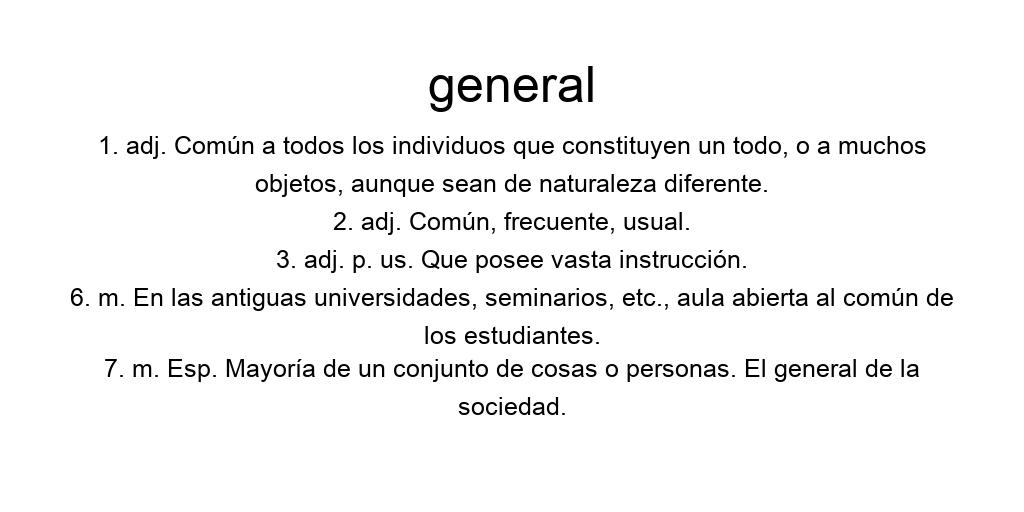 general
1. adj. Común a todos los individuos que constituyen un todo, o a muchos
objetos, aunque sean de naturaleza diferente.
2. adj. Común, frecuente, usual.
3. adj. p. us. Que posee vasta instrucción.
6. m. En las antiguas universidades, seminarios, etc., aula abierta al común de
los estudiantes.
7. m. Esp. Mayoría de un conjunto de cosas o personas. El general de la
sociedad.